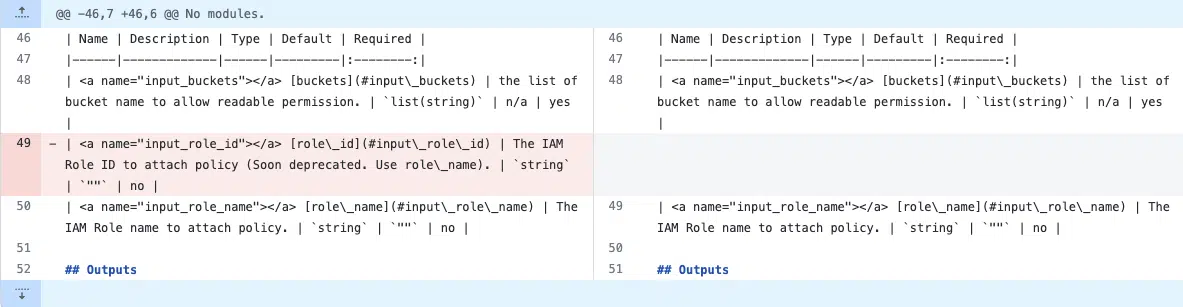 @@ -46,7 +46,6 @@ No modules.
46 | Name | Description | Type | Default | Required |
47 |------|-------------|------|---------|:--------:|
48 | <a name="input_buckets"></a> [buckets](#input\_buckets) | the list of
bucket name to allow readable permission. | `list(string)` | n/a | yes
|
49 - | <a name="input_role_id"></a> [role\_id](#input\_role\_id) | The IAM
Role ID to attach policy (Soon deprecated. Use role\_name). | `string`
| `""` | no |
50 | <a name="input_role_name"></a> [role\_name](#input\_role\_name) | The
IAM Role name to attach policy. | `string` | `""` | no |
51
52 ## Outputs
46 | Name | Description | Type | Default | Required |
47 |------|-------------|------|---------|:--------:|
48 | <a name="input_buckets"></a> [buckets](#input\_buckets) | the list of
bucket name to allow readable permission. | `list(string)` | n/a | yes
|
49 | <a name="input_role_name"></a> [role\_name](#input\_role\_name) | The
IAM Role name to attach policy. | `string` | `""` | no |
50
51 ## Outputs